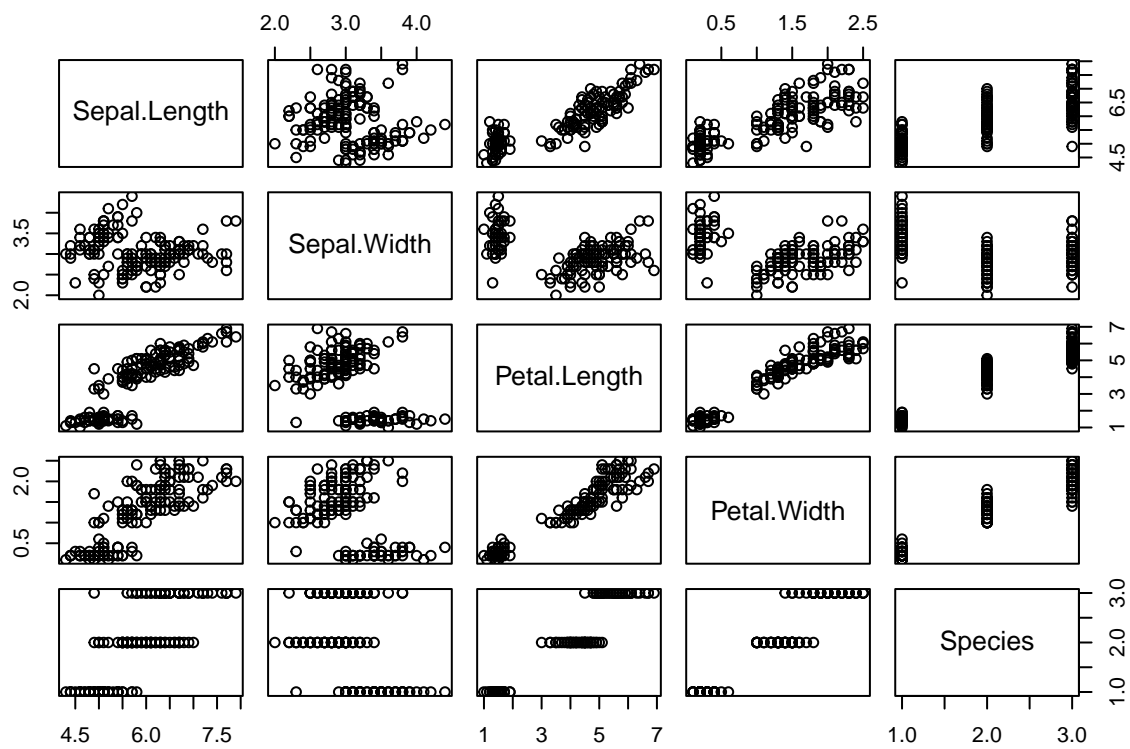 2.0 3.0 4.0
0.5 1.5 2.5
Sepal.Length
4.5 6.5
2.0 3.5
Sepal.Width
Petal.Length
1 3 5 7
0.5 2.0
Petal.Width
Species
1.0 2.0 3.0
4.5 6.0 7.5
1 3 5 7
1.0 2.0 3.0